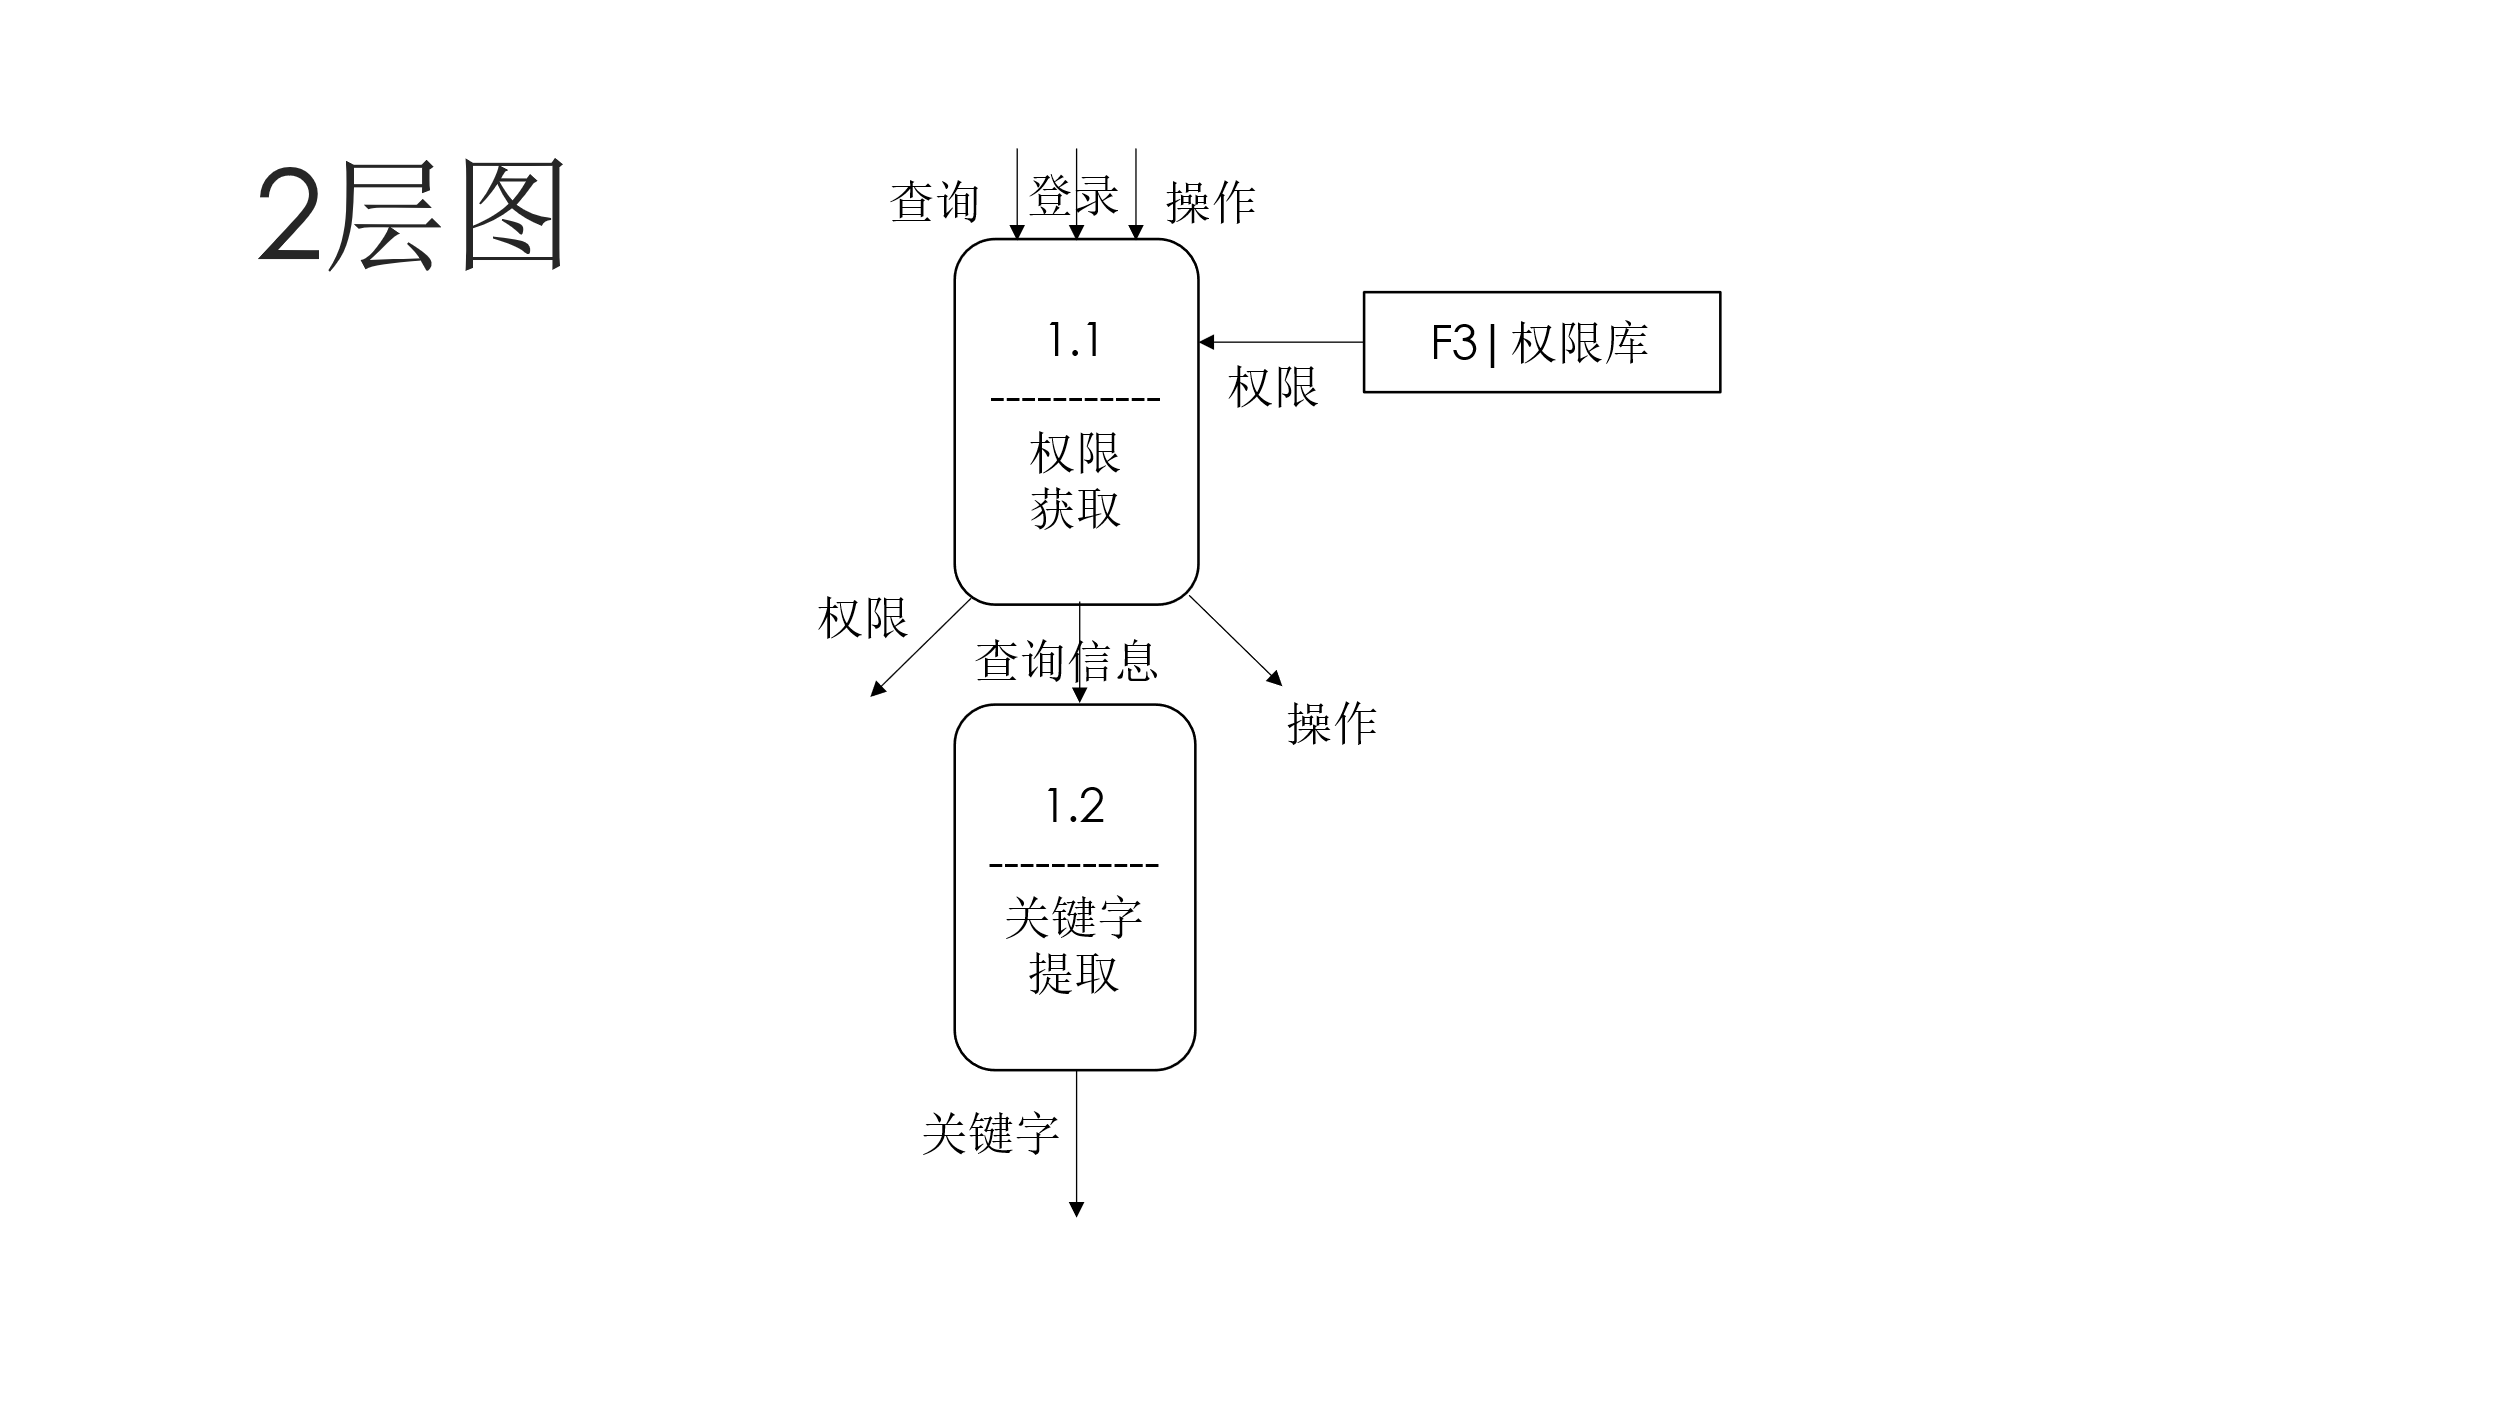 2层图
查询
登录
操作
1.1
-----------
权限
获取
F3|权限库
权限
权限
查询信息
操作
1.2
-----------
关键字
提取
关键字